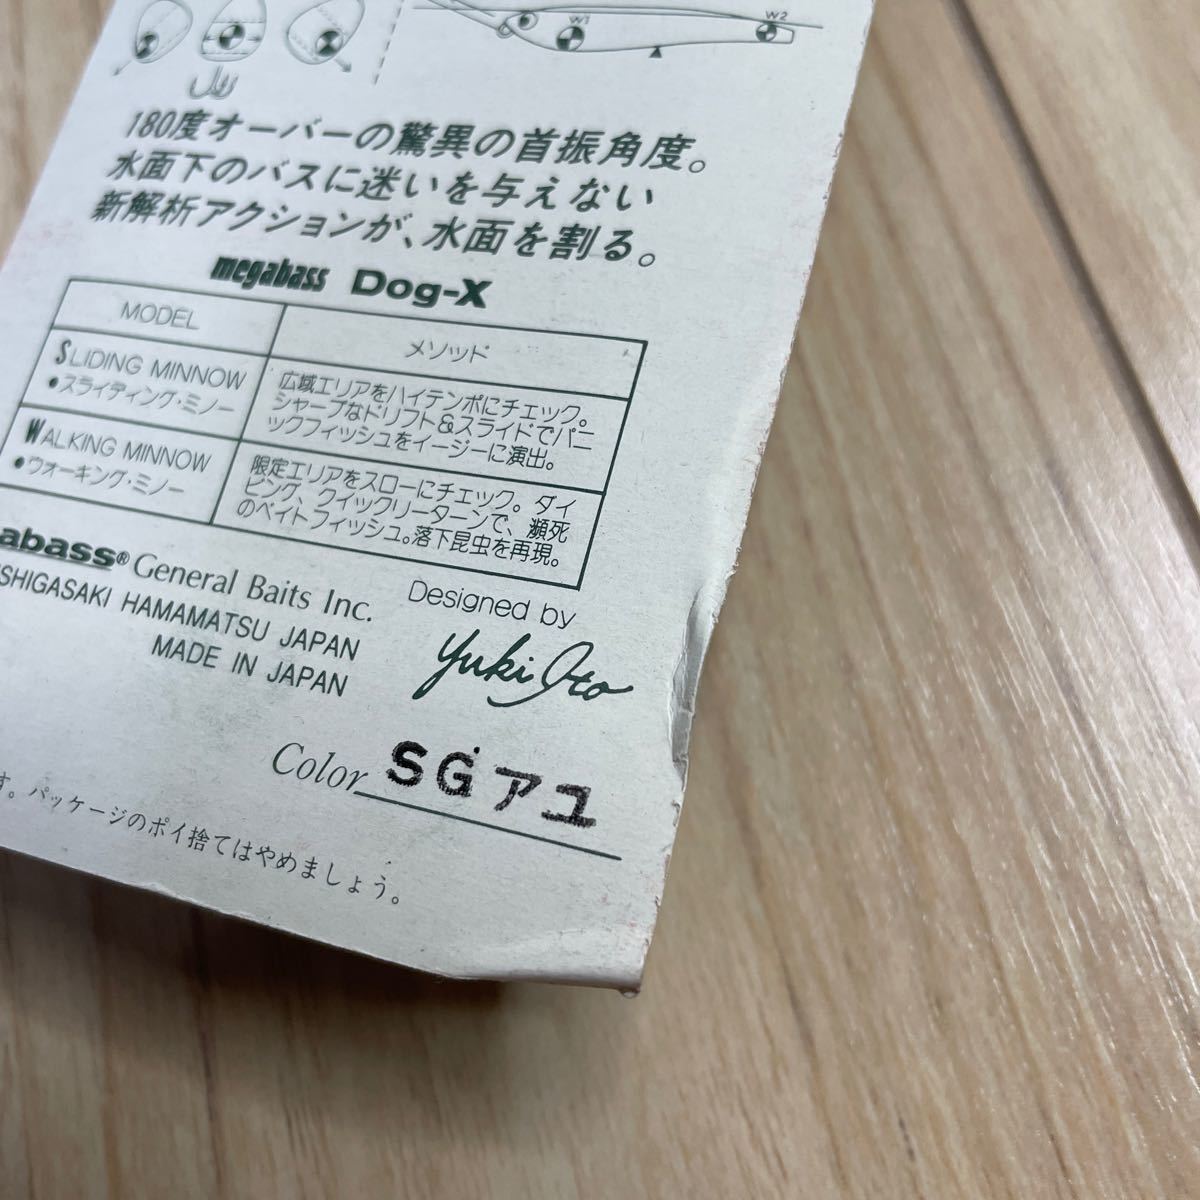 W1
W2
180度オーバーの驚異の首振角度。
水面下のバスに迷いを与えない
新解析アクションが、水面を割る。
megabass Dog-X
MODEL
メソッド
SLIDING MINNOW
•スライディング・ミノー
広域エリアをハイテンポにチェック。
シャープなドリフト&スライドでパニ
ックフィッシュをイージーに演出。
WALKING MINNOW
•ウォーキング・ミノー
限定エリアをスローにチェック。ダイ
ビング、クイックリーターンで、瀕死
のベイトフィッシュ。落下昆虫を再現。
abass® General Baits Inc.
SHIGASAKI HAMAMATSU JAPAN
MADE IN JAPAN
Designed by
Yuki Ito
Color SGアユ
す。パッケージのポイ捨てはやめましょう。